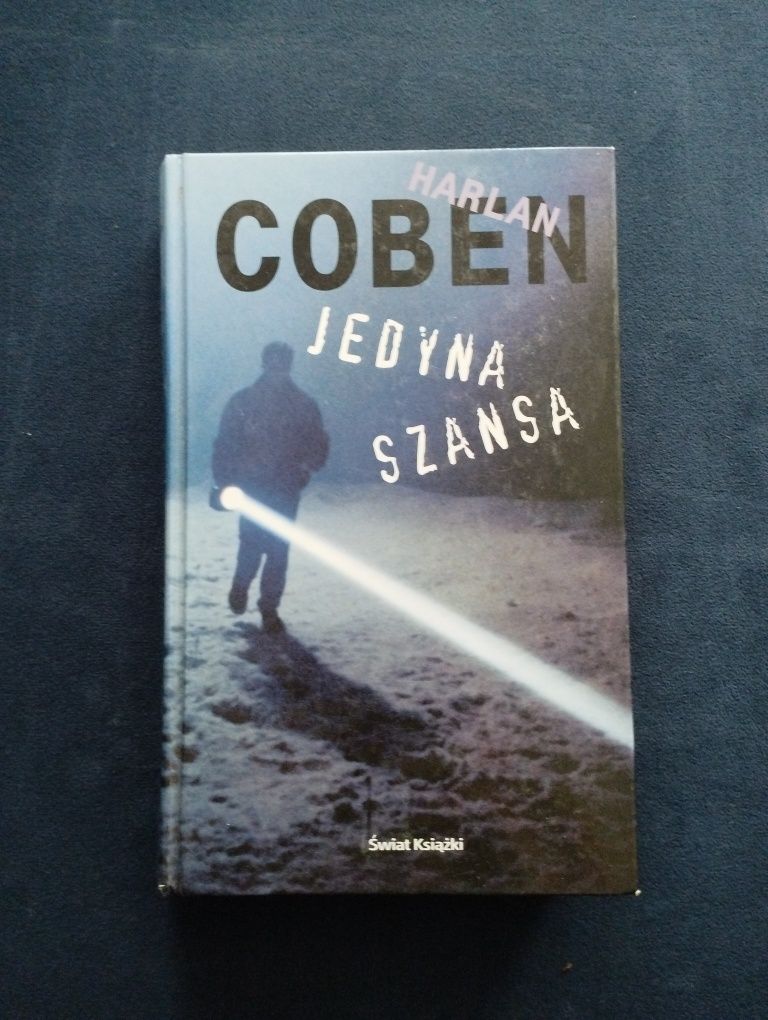 HARLAN
COBEN
JEDYNA
SZANSA
Świat Książki